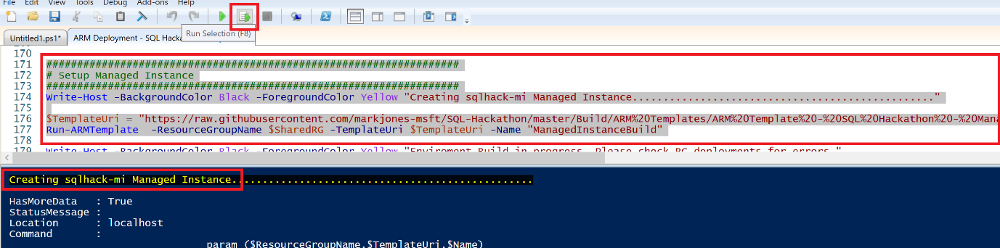 File Edit View Tools Debug Add-ons Help
Run Selection (F8)
Untitled1.ps1* ARM Deployment - SQL Hacka
170
171 ###################################################################
172 # Setup Managed Instance
173 ###################################################################
174 Write-Host -BackgroundColor Black -ForegroundColor Yellow "Creating sqlhack-mi Managed Instance................................................."
175
176 $TemplateUri = "https://raw.githubusercontent.com/markjones-msft/SQL-Hackathon/master/Build/ARM%20Templates/ARM%20Template%20-%20SQL%20Hackathon%20-%20Mana
177 Run-ARMTemplate -ResourceGroupName $SharedRG -TemplateUri $TemplateUri -Name "ManagedInstanceBuild"
178
179 Write-Host -BackgroundColor Black -ForegroundColor Yellow "Enviroment Build in progress. Please check RG deployments for errors."
Creating sqlhack-mi Managed Instance.................................................
HasMoreData : True
StatusMessage :
Location : localhost
Command :
param ($ResourceGroupName,$TemplateUri,$Name)